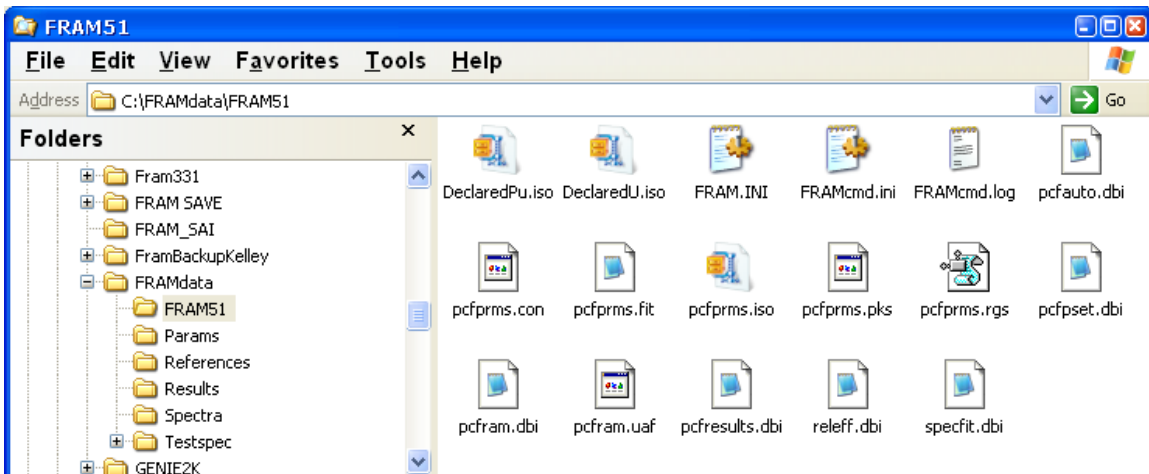 FRAM51
File Edit View Favorites Tools Help
Address C:\FRAMdata\FRAM51 Go
Folders
Fram331
FRAM SAVE
FRAM_SAI
FramBackupKelley
FRAMdata
FRAM51
Params
References
Results
Spectra
Testspec
GENIE2K
DeclaredPu.iso DeclaredU.iso FRAM.INI FRAMcmd.ini FRAMcmd.log pcfauto.dbi
pcfprms.con pcfprms.fit pcfprms.iso pcfprms.pks pcfprms.rgs pcfpset.dbi
pcfram.dbi pcfram.uaf pcfresults.dbi releff.dbi specfit.dbi